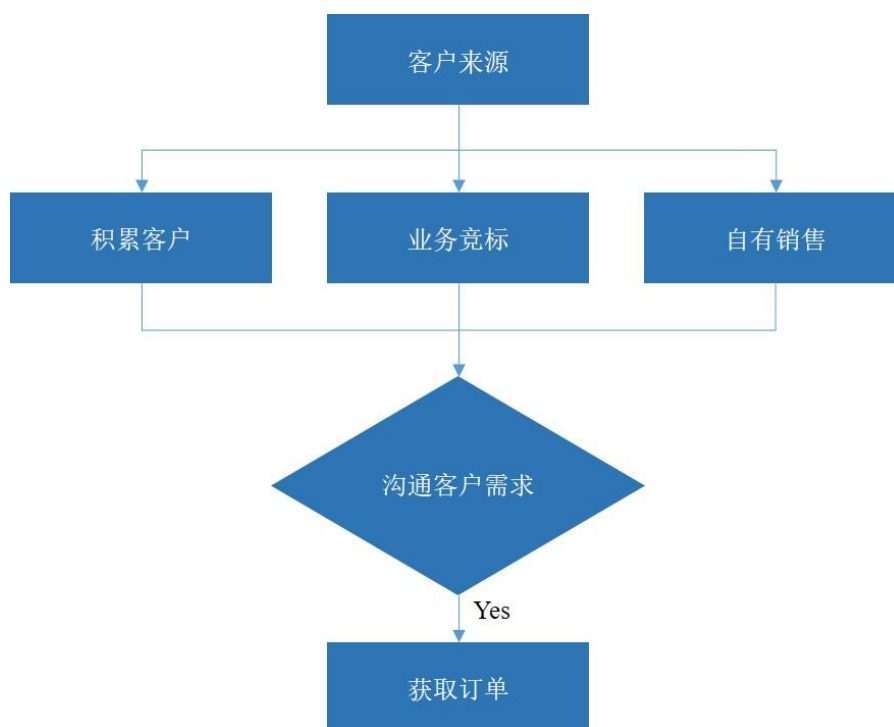 客户来源
积累客户
业务竞标
自有销售
沟通客户需求
Yes
获取订单